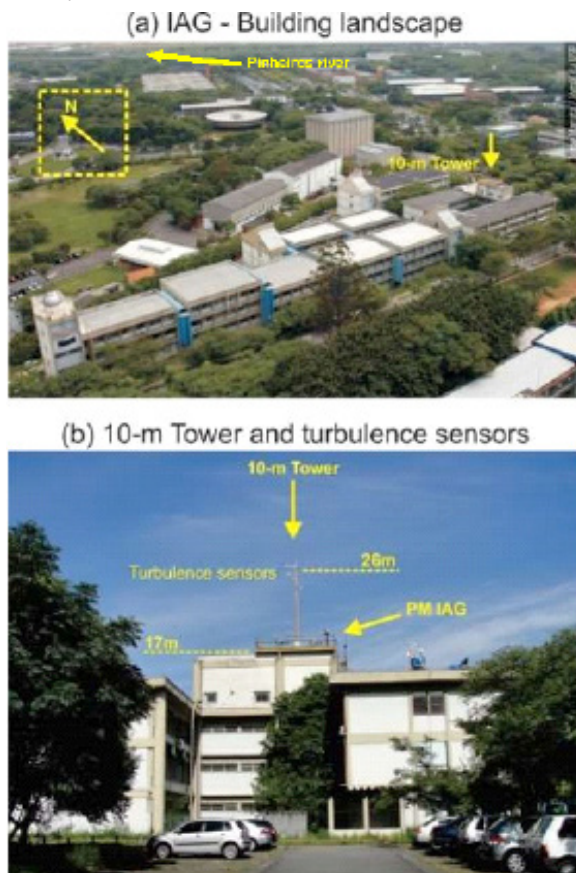 (a) IAG - Building landscape
Pinheiros river
N
10-m Tower
(b) 10-m Tower and turbulence sensors
10-m Tower
Turbulence sensors
26m
PM IAG
17m